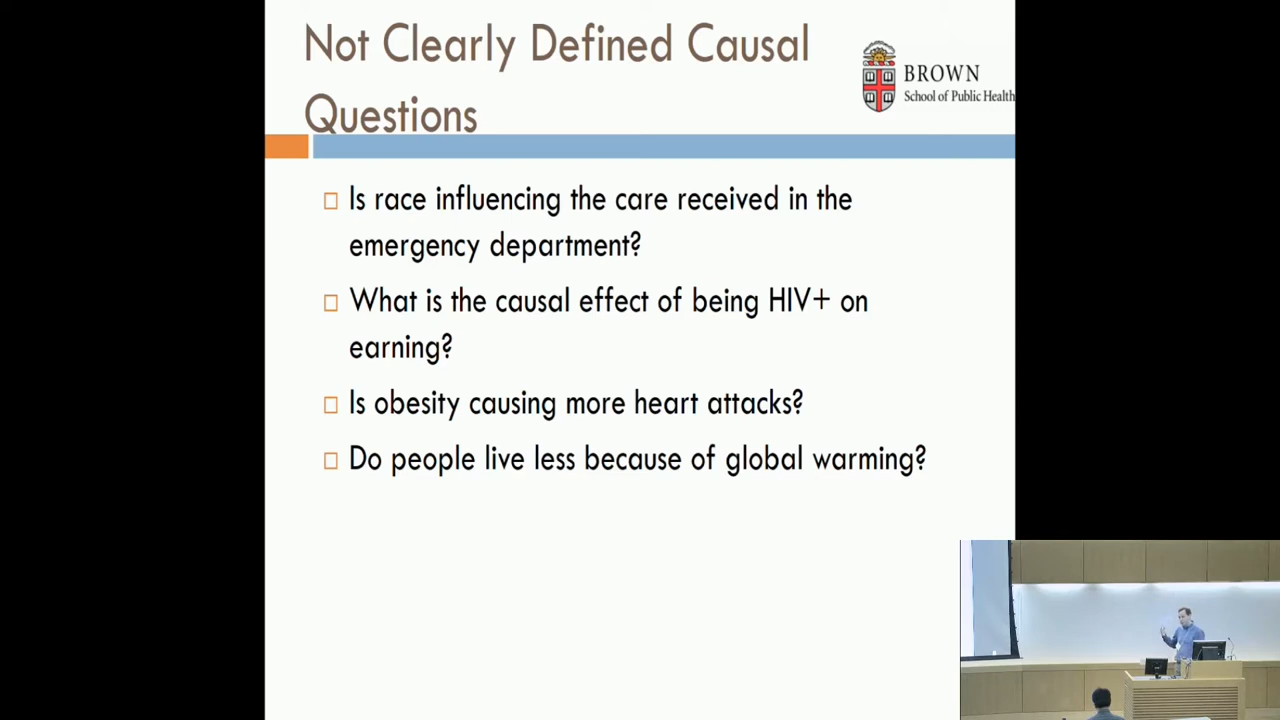 Not Clearly Defined Causal
Questions
BROWN
School of Public Health
Is race influencing the care received in the
emergency department?
What is the causal effect of being HIV+ on
earning?
Is obesity causing more heart attacks?
Do people live less because of global warming?